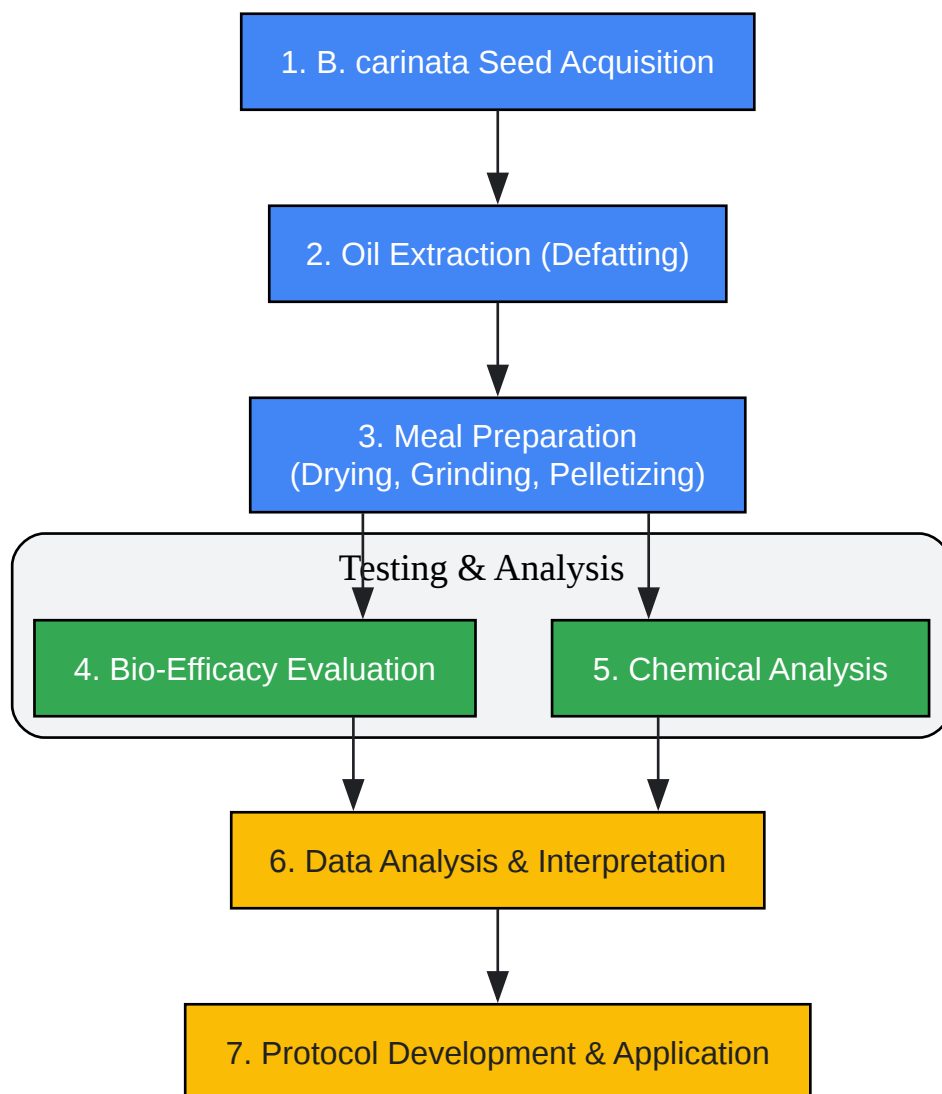 1. B. carinata Seed Acquisition
2. Oil Extraction (Defatting)
3. Meal Preparation
(Drying, Grinding, Pelletizing)
Testing & Analysis
4. Bio-Efficacy Evaluation
5. Chemical Analysis
6. Data Analysis & Interpretation
7. Protocol Development & Application